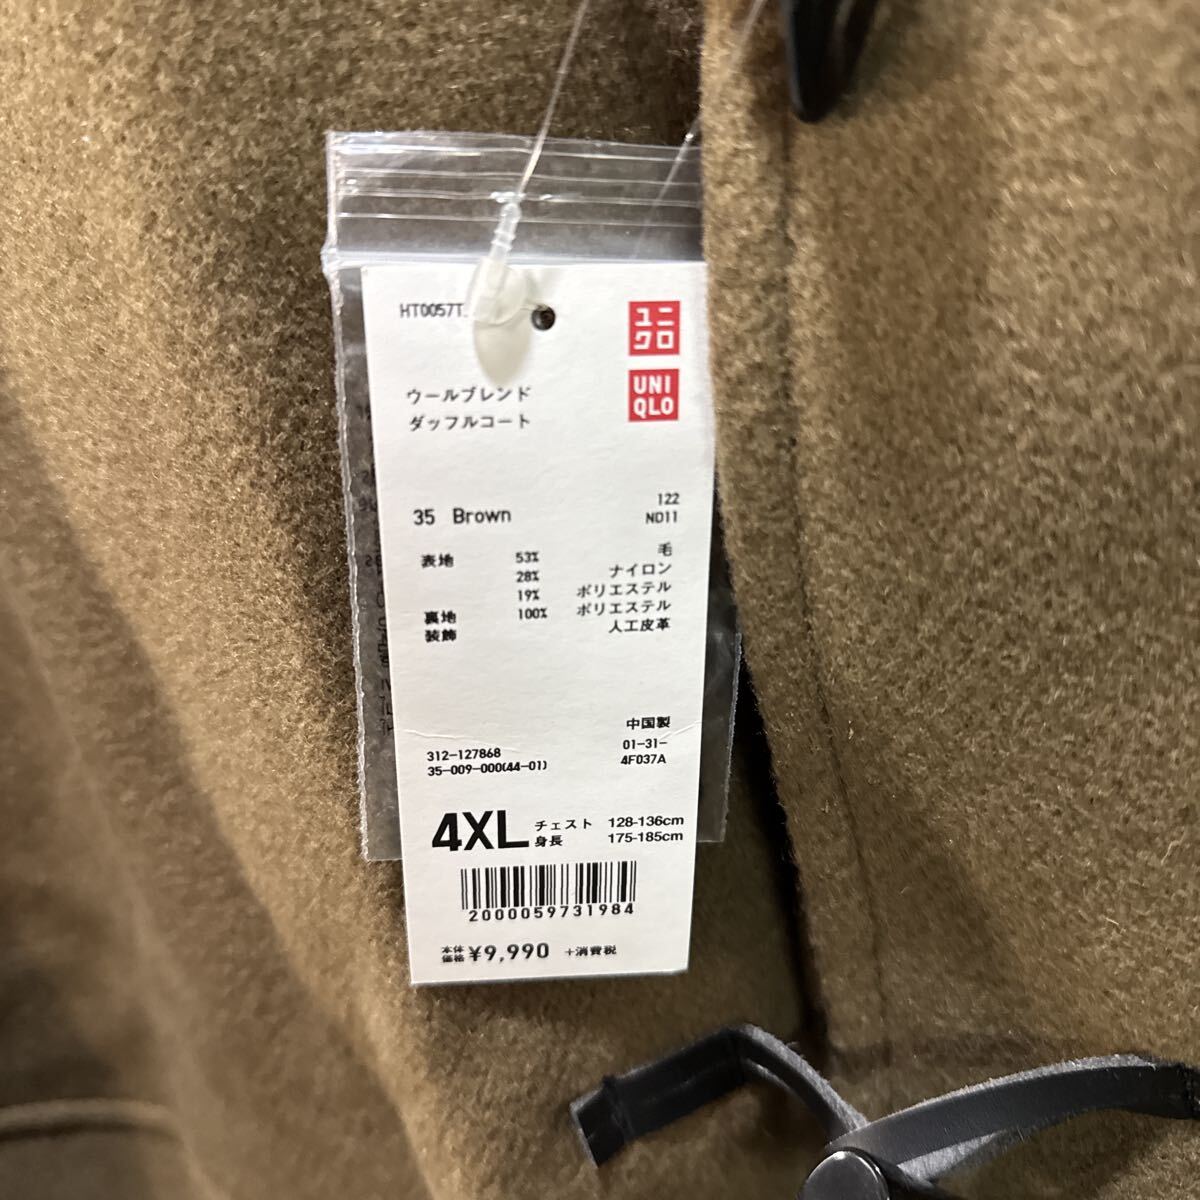 HT0057T
ユニ
クロ
UNI
QLO
ウールブレンド
ダッフルコート
35 Brown
122
ND11
表地 53% 毛
28% ナイロン
19% ポリエステル
裏地 100% ポリエステル
装飾 人工皮革
中国製
312-127868
35-009-000(44-01)
01-31-
4F037A
4XL チェスト 128-136cm
身長 175-185cm
2000059731984
本体
価格 ¥9,990 +消費税